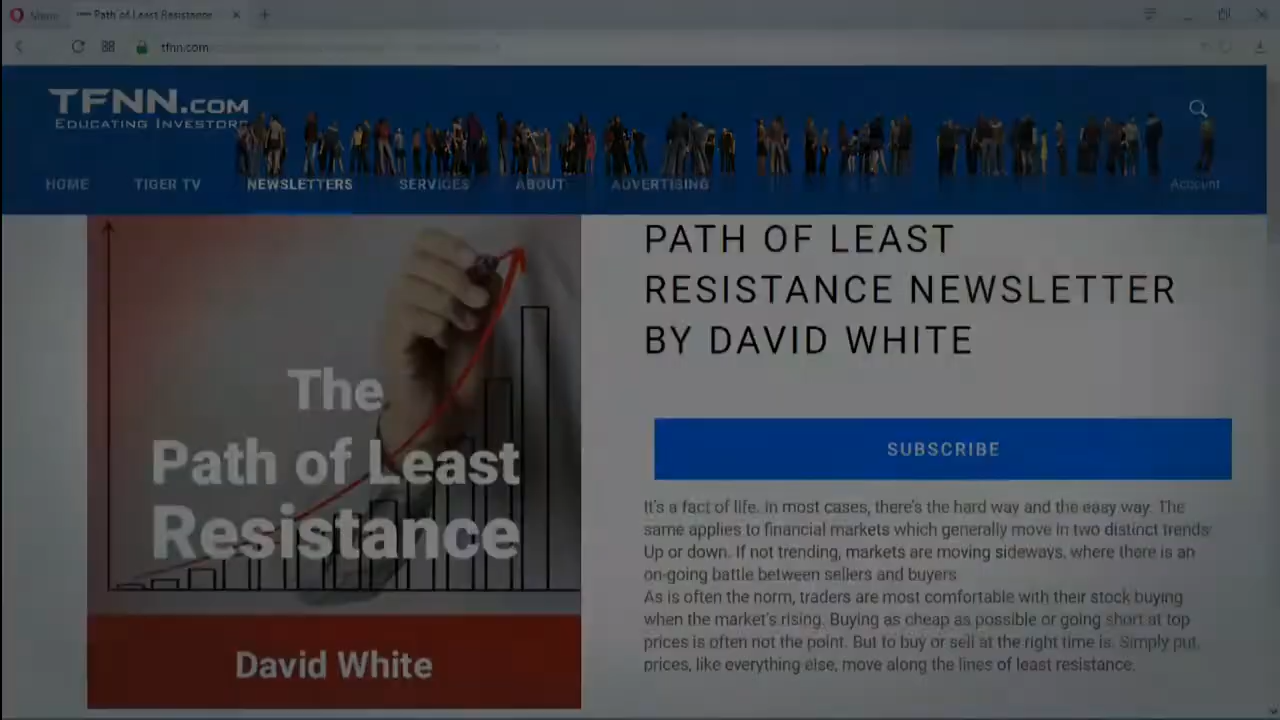 Path of Least Resistance
tfnn.com
TFNN.COM
EDUCATING INVESTORS
HOME TIGER TV NEWSLETTERS SERVICES ABOUT ADVERTISING Account
The
Path of Least
Resistance
David White
PATH OF LEAST
RESISTANCE NEWSLETTER
BY DAVID WHITE
SUBSCRIBE
It's a fact of life. In most cases, there's the hard way and the easy way. The
same applies to financial markets which generally move in two distinct trends:
Up or down. If not trending, markets are moving sideways, where there is an
on-going battle between sellers and buyers
As is often the norm, traders are most comfortable with their stock buying
when the market's rising. Buying as cheap as possible or going short at top
prices is often not the point. But to buy or sell at the right time is. Simply put,
prices, like everything else, move along the lines of least resistance.